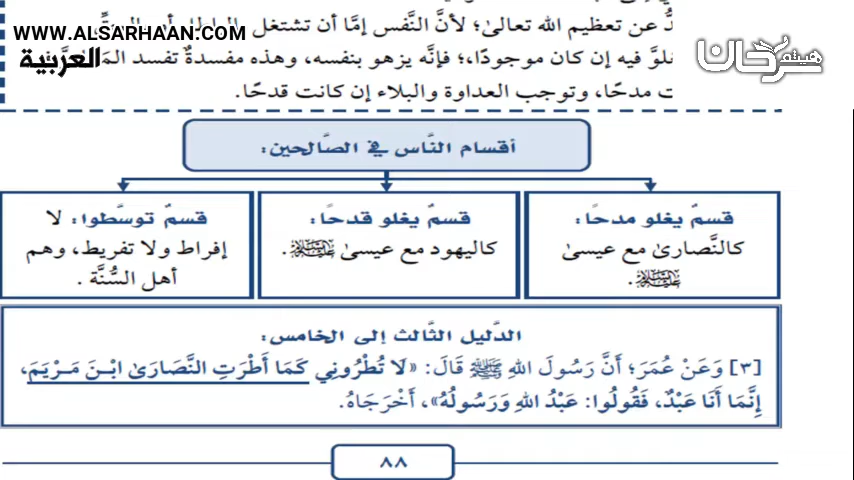 عن تعظيم الله تعالى؛ لأنَّ النَّفس إمَّا أن تشتغل
WWW.ALSARHAAN.COM
العربية
هيثم سرحان
فيه إن كان موجودًا،؛ فإنَّه يزهو بنفسه، وهذه مفسدةٌ تفسد
ت مدحًا، وتوجب العداوة والبلاء إن كانت قدحًا.
أقسام النَّاس في الصَّالحين:
قسمٌ يغلو مدحًا:
كالنَّصارىٰ مع عيسىٰ
عليه السلام.
قسمٌ يغلو قدحًا:
كاليهود مع عيسىٰ عليه السلام.
قسمٌ توسَّطوا: لا
إفراط ولا تفريط، وهم
أهل السُّنَّة.
الدَّليل الثَّالث إلى الخامس:
[٣] وَعَنْ عُمَرَ؛ أَنَّ رَسُولَ اللهِ ﷺ قَالَ: «لَا تُطْرُونِي كَمَا أَطْرَتِ النَّصَارَىٰ ابْنَ مَرْيَمَ،
إِنَّمَا أَنَا عَبْدٌ، فَقُولُوا: عَبْدُ اللهِ وَرَسُولُهُ»، أَخْرَجَاهُ.
٨٨